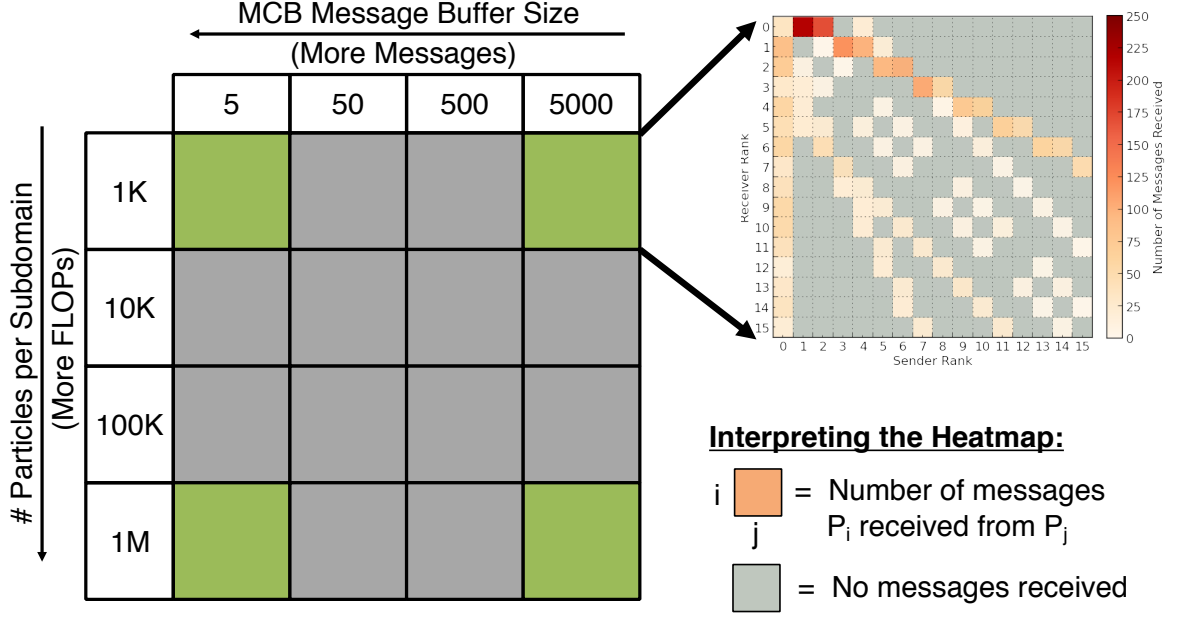 MCB Message Buffer Size
(More Messages)
5 50 500 5000
# Particles per Subdomain
(More FLOPs)
1K
10K
100K
1M
Receiver Rank
0
1
2
3
4
5
6
7
8
9
10
11
12
13
14
15
0 1 2 3 4 5 6 7 8 9 10 11 12 13 14 15
Sender Rank
250
225
200
175
150
125
100
75
50
25
0
Number of Messages Received
Interpreting the Heatmap:
i = Number of messages
j Pi received from Pj
= No messages received